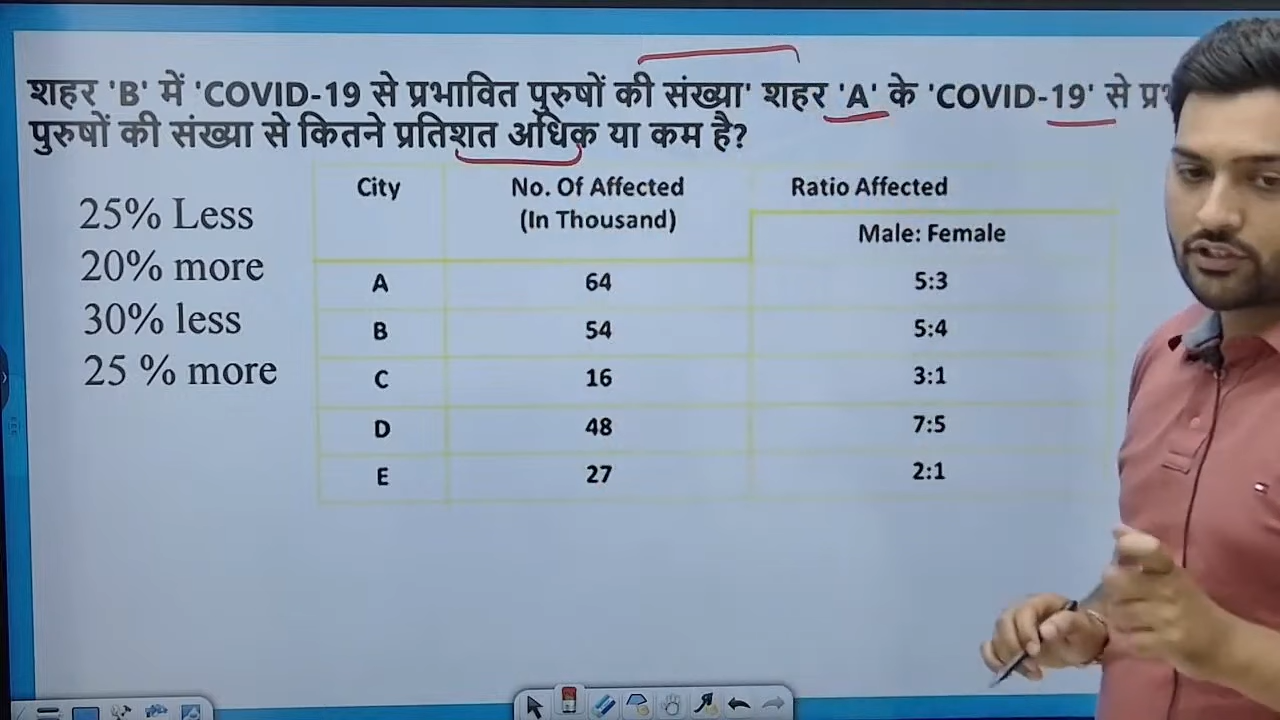 शहर 'B' में 'COVID-19 से प्रभावित पुरुषों की संख्या' शहर 'A' के 'COVID-19' से
पुरुषों की संख्या से कितने प्रतिशत अधिक या कम है?
25% Less
20% more
30% less
25 % more
City No. Of Affected (In Thousand) Ratio Affected
Male: Female
A 64 5:3
B 54 5:4
C 16 3:1
D 48 7:5
E 27 2:1